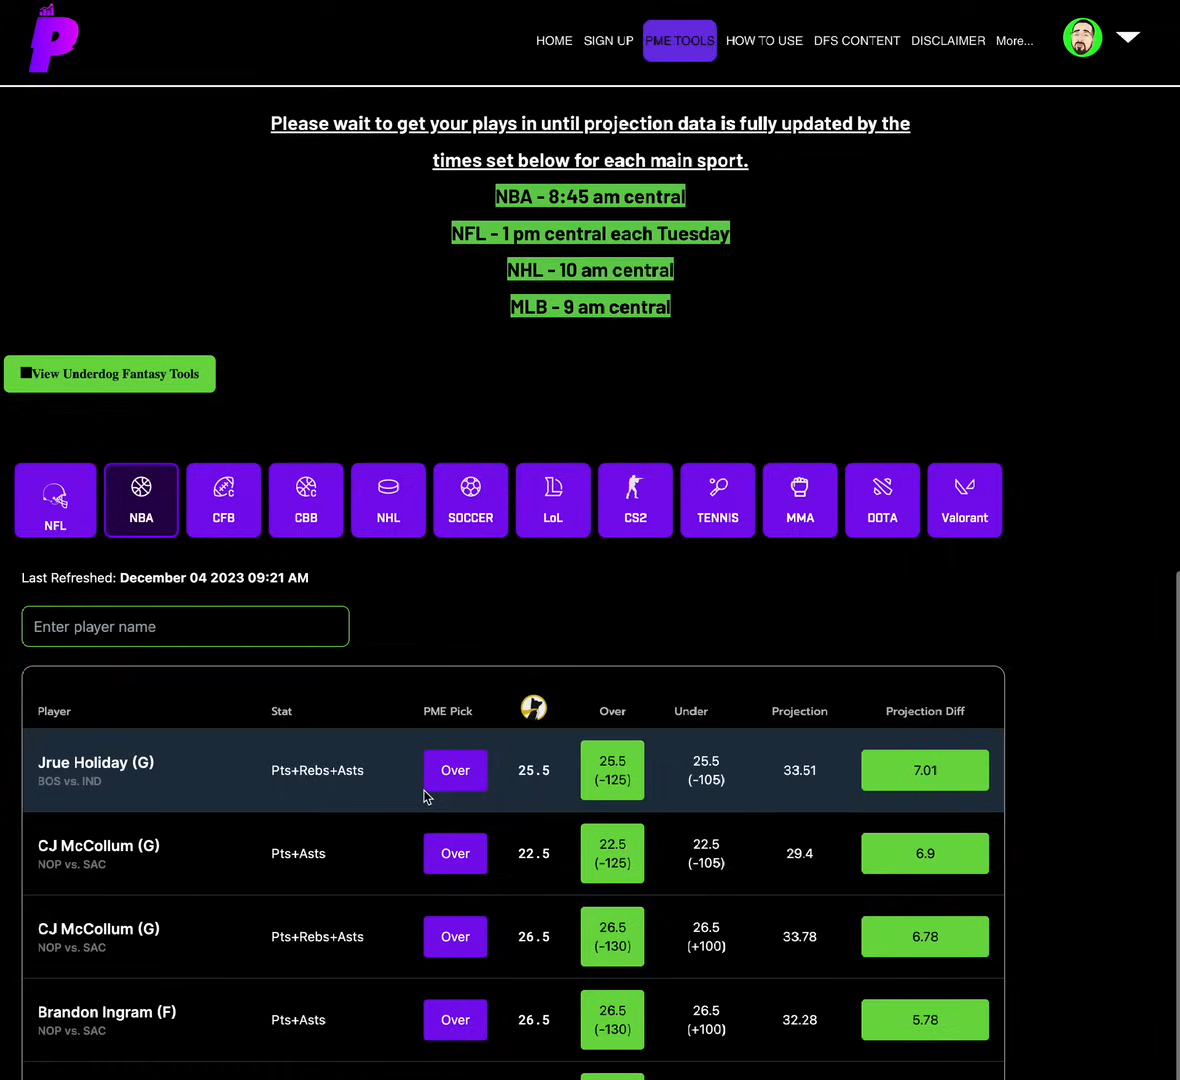 P
HOME SIGN UP PME TOOLS HOW TO USE DFS CONTENT DISCLAIMER More...
Please wait to get your plays in until projection data is fully updated by the
times set below for each main sport.
NBA - 8:45 am central
NFL - 1 pm central each Tuesday
NHL - 10 am central
MLB - 9 am central
View Underdog Fantasy Tools
NFL NBA CFB CBB NHL SOCCER LoL CS2 TENNIS MMA DOTA Valorant
Last Refreshed: December 04 2023 09:21 AM
Enter player name
Player Stat PME Pick Over Under Projection Projection Diff
Jrue Holiday (G)
BOS vs. IND
Pts+Rebs+Asts
Over
25.5
25.5
(-125)
25.5
(-105)
33.51
7.01
CJ McCollum (G)
NOP vs. SAC
Pts+Asts
Over
22.5
22.5
(-125)
22.5
(-105)
29.4
6.9
CJ McCollum (G)
NOP vs. SAC
Pts+Rebs+Asts
Over
26.5
26.5
(-130)
26.5
(+100)
33.78
6.78
Brandon Ingram (F)
NOP vs. SAC
Pts+Asts
Over
26.5
26.5
(-130)
26.5
(+100)
32.28
5.78